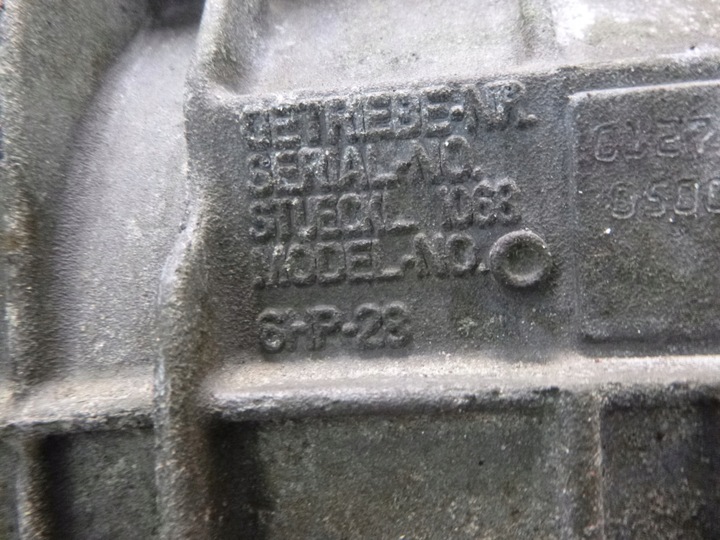 GETRIEBE-NR.
SERIAL-NO.
STUECKL. 1068
MODEL-NO.
6HP-28